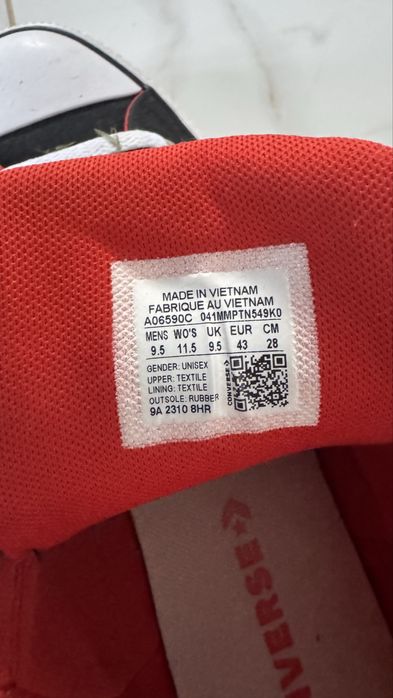 MADE IN VIETNAM
FABRIQUE AU VIETNAM
A06590C 041MMPTN549K0
MENS WO'S UK EUR CM
9.5 11.5 9.5 43 28
GENDER: UNISEX
UPPER: TEXTILE
LINING: TEXTILE
OUTSOLE: RUBBER
9A 2310 8HR
CONVERSE
NVERSE